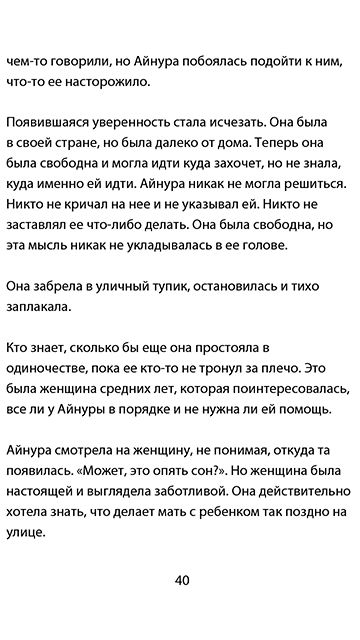 чем-то говорили, но Айнура побоялась подойти к ним,
что-то ее насторожило.
Появившаяся уверенность стала исчезать. Она была
в своей стране, но была далеко от дома. Теперь она
была свободна и могла идти куда захочет, но не знала,
куда именно ей идти. Айнура никак не могла решиться.
Никто не кричал на нее и не указывал ей. Никто не
заставлял ее что-либо делать. Она была свободна, но
эта мысль никак не укладывалась в ее голове.
Она забрела в уличный тупик, остановилась и тихо
заплакала.
Кто знает, сколько бы еще она простояла в
одиночестве, пока ее кто-то не тронул за плечо. Это
была женщина средних лет, которая поинтересовалась,
все ли у Айнуры в порядке и не нужна ли ей помощь.
Айнура смотрела на женщину, не понимая, откуда та
появилась. «Может, это опять сон?». Но женщина была
настоящей и выглядела заботливой. Она действительно
хотела знать, что делает мать с ребенком так поздно на
улице.
40